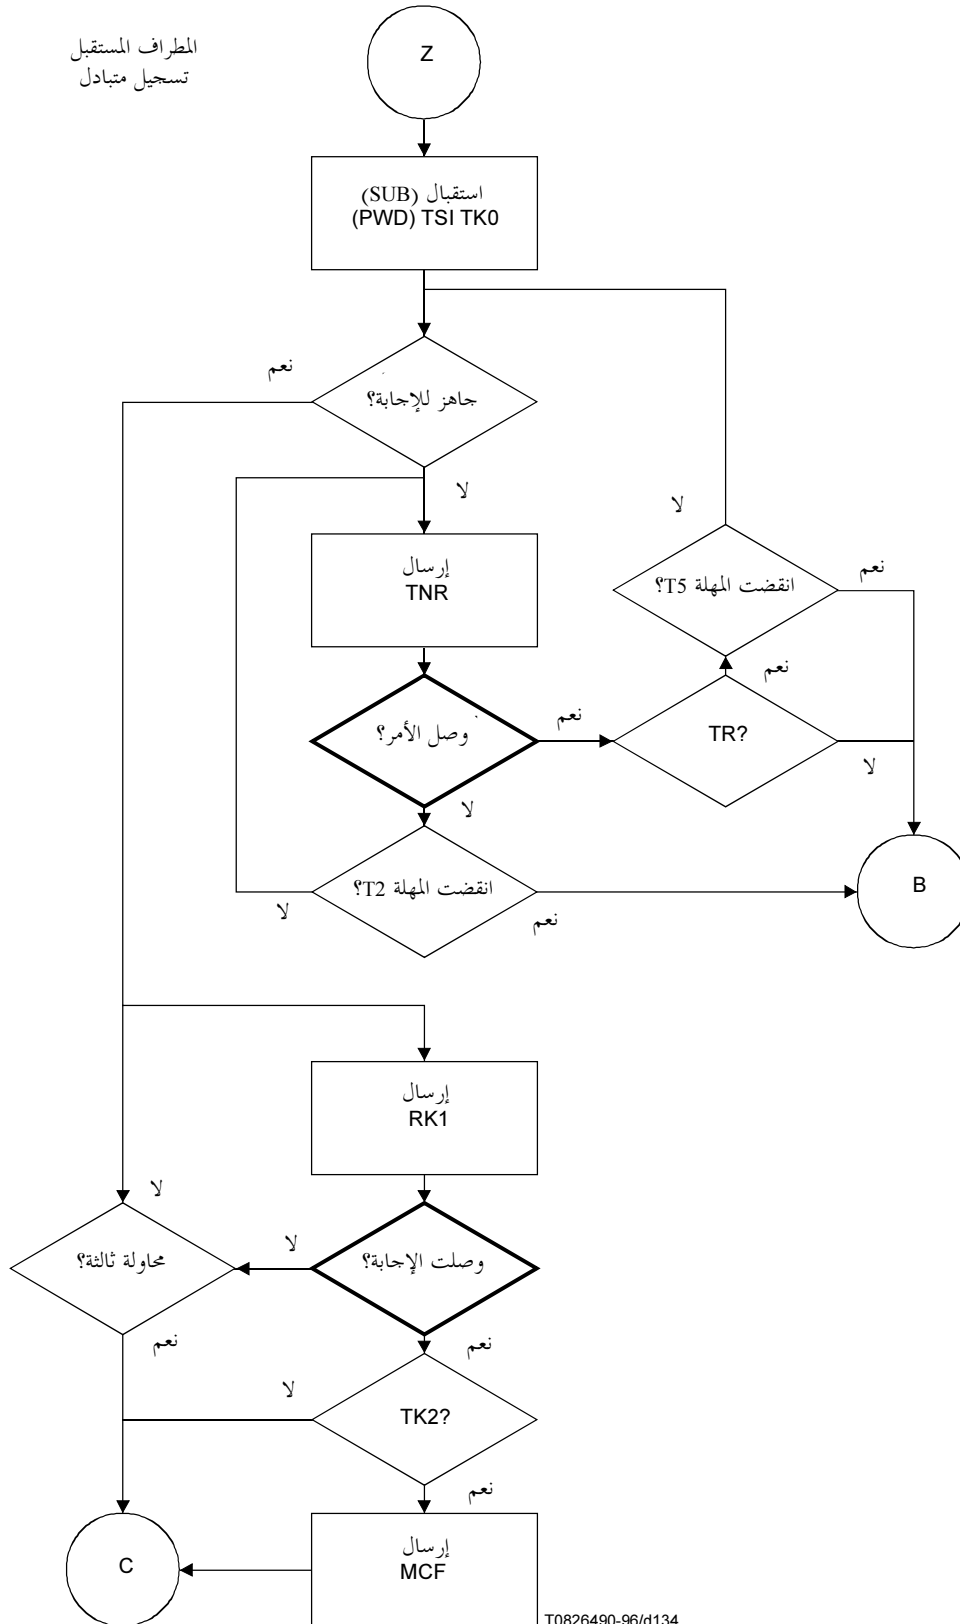 المطراف المستقبل
تسجيل متبادل
Z
استقبال (SUB)
(PWD) TSI TK0
نعم
جاهز للإجابة؟
لا
لا
إرسال
TNR
انقضت المهلة T5؟
نعم
نعم
وصل الأمر؟
نعم
TR?
لا
لا
انقضت المهلة T2؟
لا
نعم
B
إرسال
RK1
لا
محاولة ثالثة؟
لا
وصلت الإجابة؟
نعم
نعم
لا
TK2?
نعم
إرسال
MCF
C
T0826490-96/d134